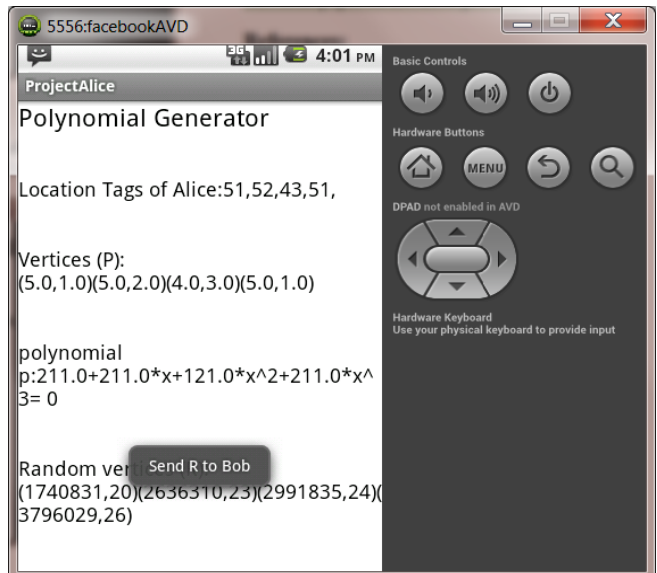 5556:facebookAVD
3G 4:01 PM
ProjectAlice
Polynomial Generator
Location Tags of Alice:51,52,43,51,
Vertices (P):
(5.0,1.0)(5.0,2.0)(4.0,3.0)(5.0,1.0)
polynomial
p:211.0+211.0*x+121.0*x^2+211.0*x^
3= 0
Random
Send R to Bob
(1740831,20)(2636310,23)(2991835,24)(
3796029,26)
Basic Controls
Hardware Buttons
MENU
DPAD not enabled in AVD
Hardware Keyboard
Use your physical keyboard to provide input